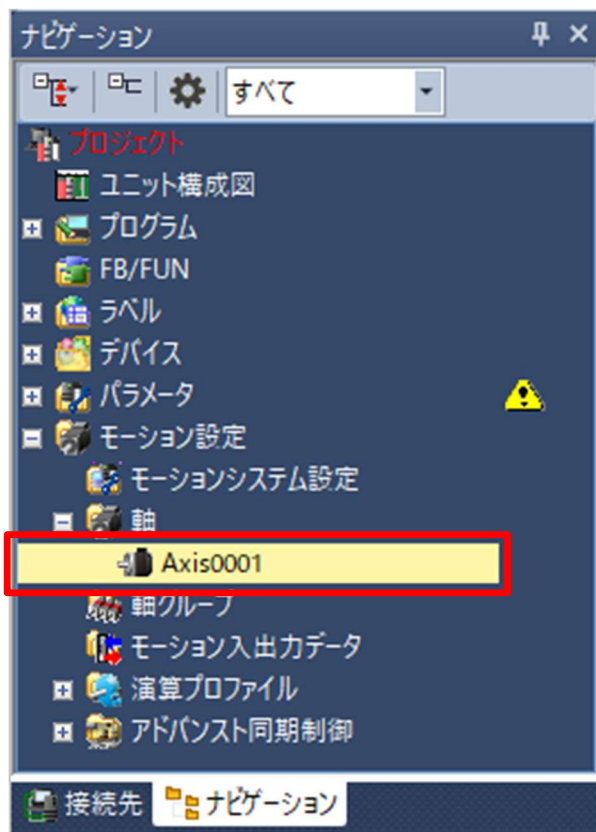 ナビゲーション
すべて
プロジェクト
ユニット構成図
プログラム
FB/FUN
ラベル
デバイス
パラメータ
モーション設定
モーションシステム設定
軸
Axis0001
軸グループ
モーション入出力データ
演算プロファイル
アドバンスト同期制御
接続先 ナビゲーション